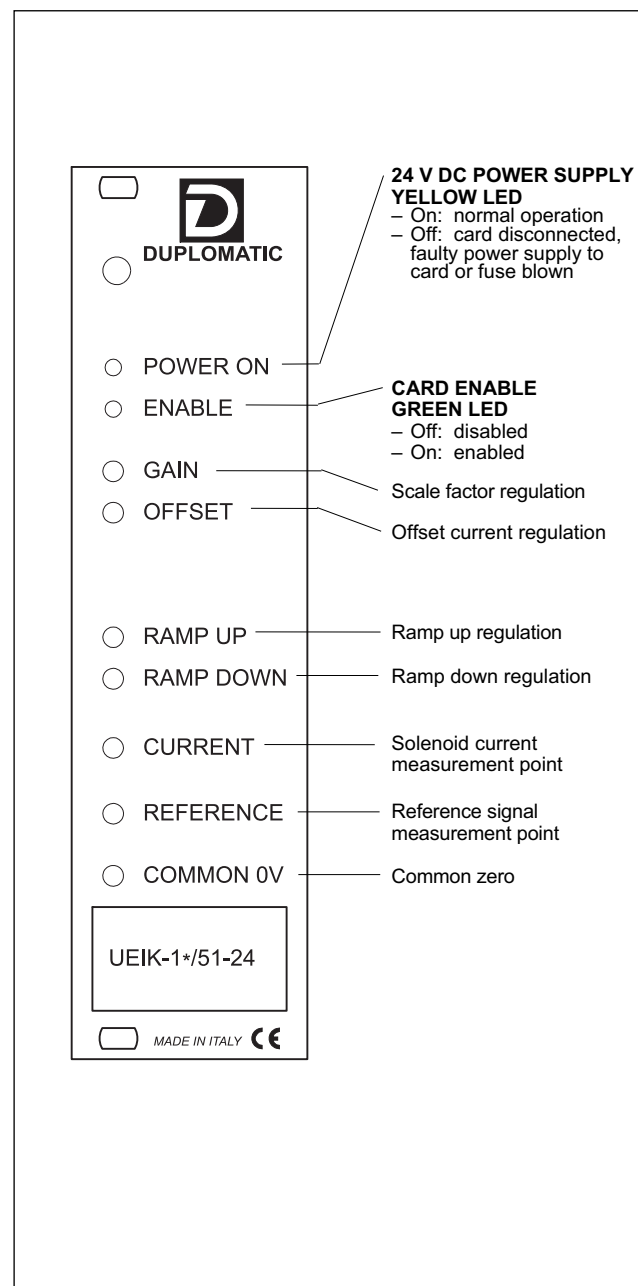 DUPLOMATIC
24 V DC POWER SUPPLY
YELLOW LED
– On: normal operation
– Off: card disconnected,
faulty power supply to
card or fuse blown
POWER ON
ENABLE
CARD ENABLE
GREEN LED
– Off: disabled
– On: enabled
GAIN
Scale factor regulation
OFFSET
Offset current regulation
RAMP UP
Ramp up regulation
RAMP DOWN
Ramp down regulation
CURRENT
Solenoid current
measurement point
REFERENCE
Reference signal
measurement point
COMMON 0V
Common zero
UEIK-1*/51-24
MADE IN ITALY CE